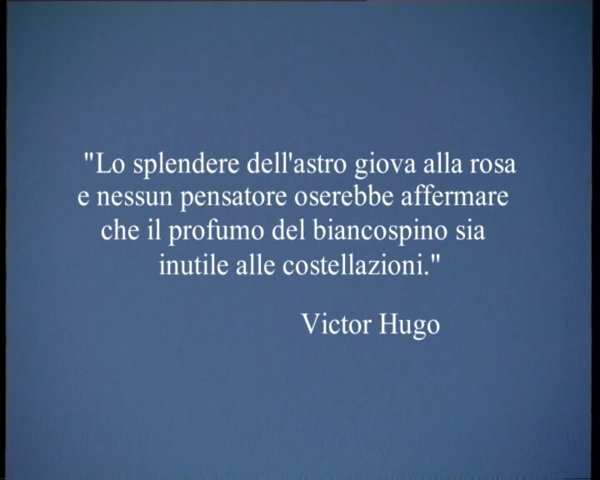 "Lo splendere dell'astro giova alla rosa
e nessun pensatore oserebbe affermare
che il profumo del biancospino sia
inutile alle costellazioni."
Victor Hugo